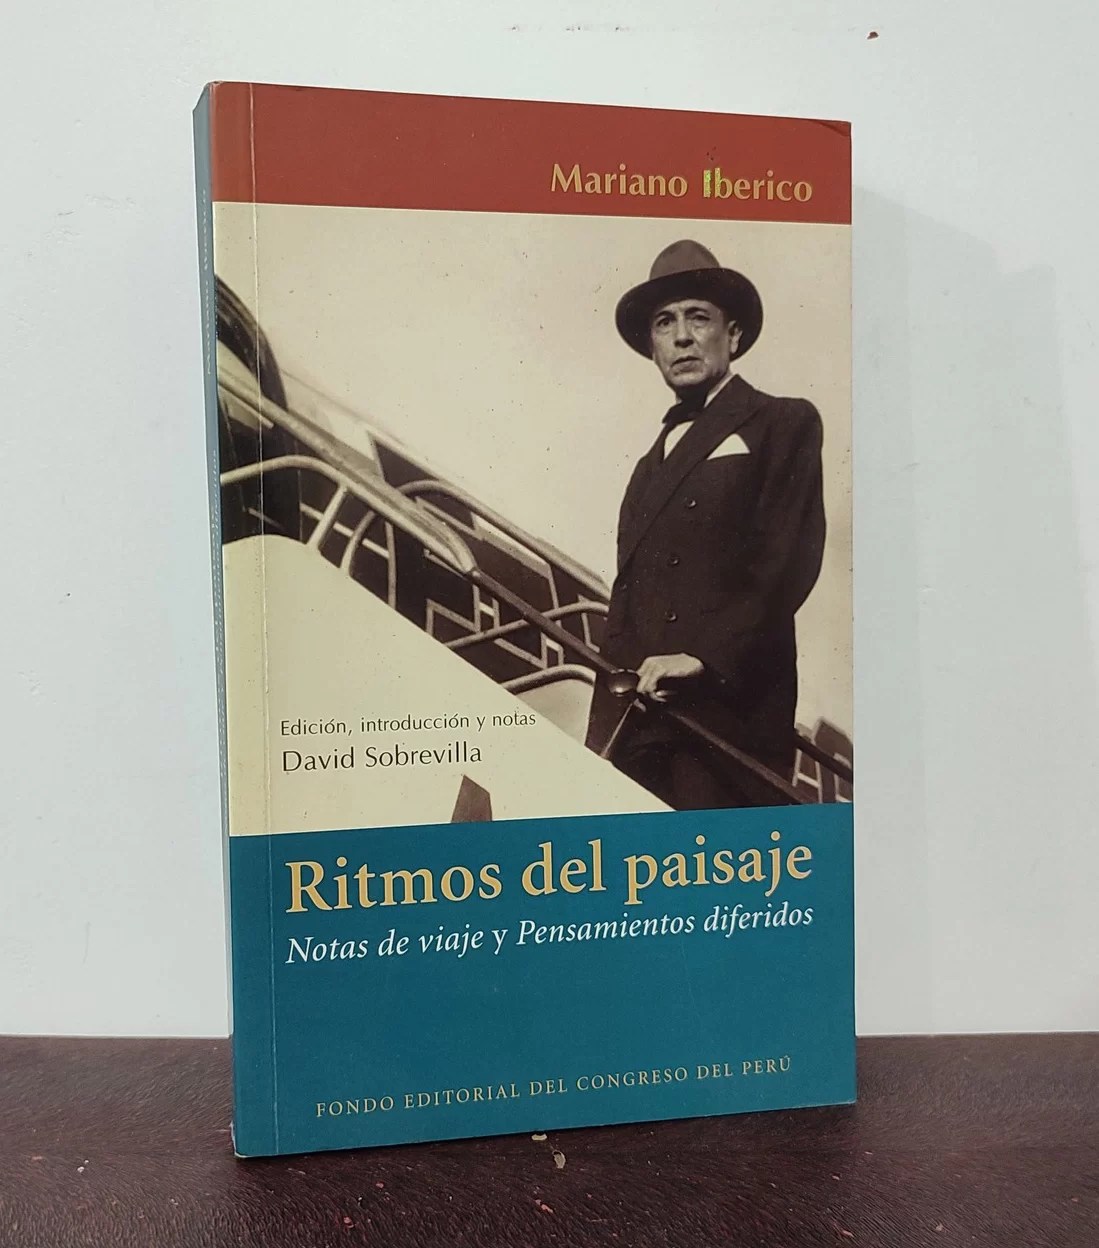 Mariano Iberico
Edición, introducción y notas
David Sobrevilla
Ritmos del paisaje
Notas de viaje y Pensamientos diferidos
FONDO EDITORIAL DEL CONGRESO DEL PERÚ